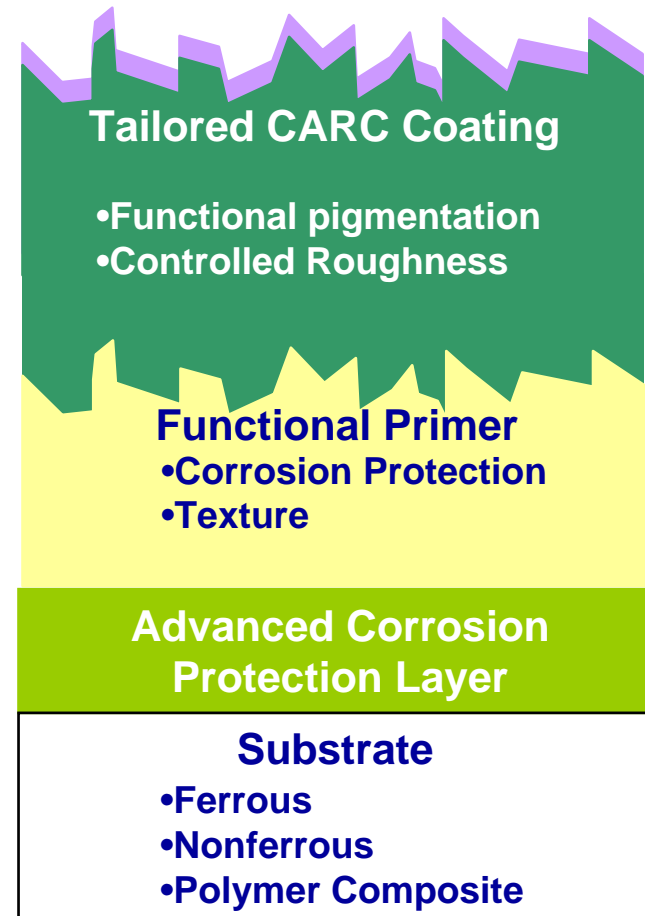 Tailored CARC Coating
•Functional pigmentation
•Controlled Roughness
Functional Primer
•Corrosion Protection
•Texture
Advanced Corrosion
Protection Layer
Substrate
•Ferrous
•Nonferrous
•Polymer Composite